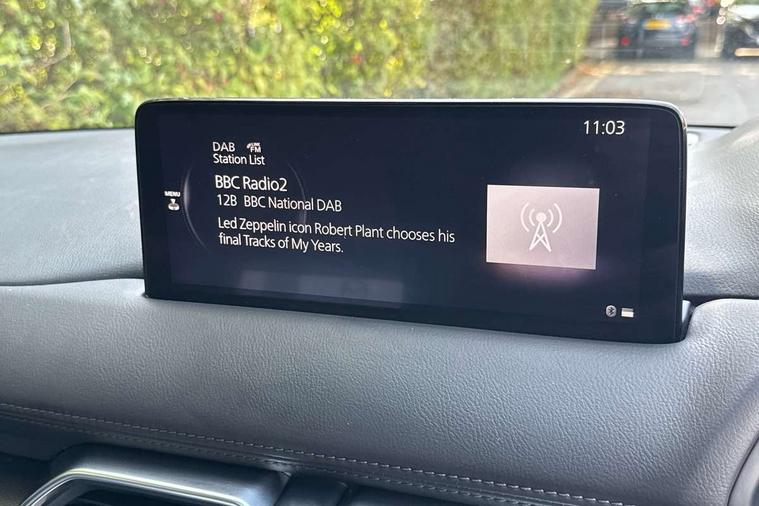 11:03
DAB FM
Station List
BBC Radio2
12B BBC National DAB
Led Zeppelin icon Robert Plant chooses his
final Tracks of My Years.
MENU